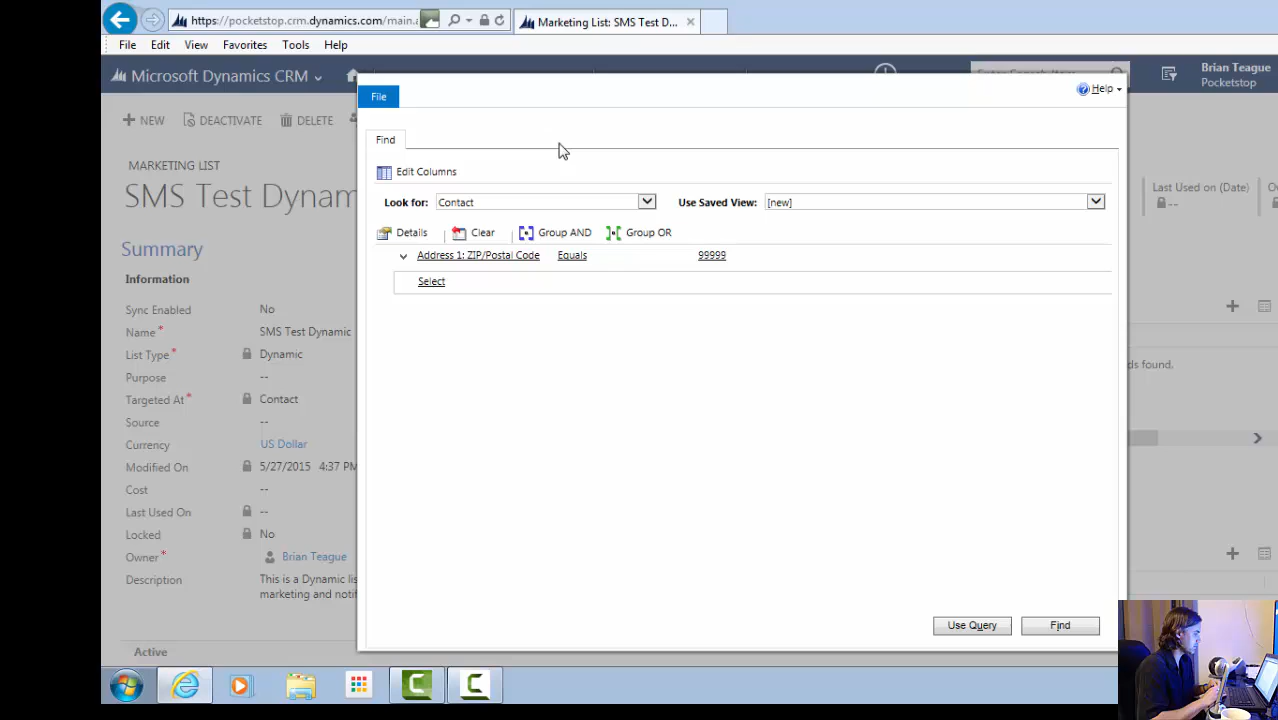 https://pocketstop.crm.dynamics.com/main.a
Marketing List: SMS Test D...
File Edit View Favorites Tools Help
Microsoft Dynamics CRM
Brian Teague
Pocketstop
File
Help
NEW DEACTIVATE DELETE
Find
MARKETING LIST
SMS Test Dynam
Edit Columns
Last Used on (Date)
--
Look for: Contact Use Saved View: [new]
Details Clear Group AND Group OR
Summary
Address 1: ZIP/Postal Code Equals 99999
Information
Select
Sync Enabled No
Name* SMS Test Dynamic
List Type* Dynamic
ds found.
Purpose --
Targeted At* Contact
Source --
Currency US Dollar
Modified On 5/27/2015 4:37 PM
Cost --
Last Used On --
Locked No
Owner* Brian Teague
Description This is a Dynamic lis
marketing and notif
Use Query Find
Active